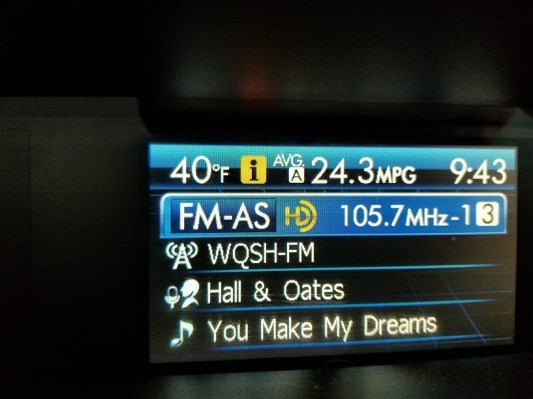 40°F i AVG. A 24.3MPG 9:43
FM-AS HD 105.7MHz-1 3
WQSH-FM
Hall & Oates
You Make My Dreams